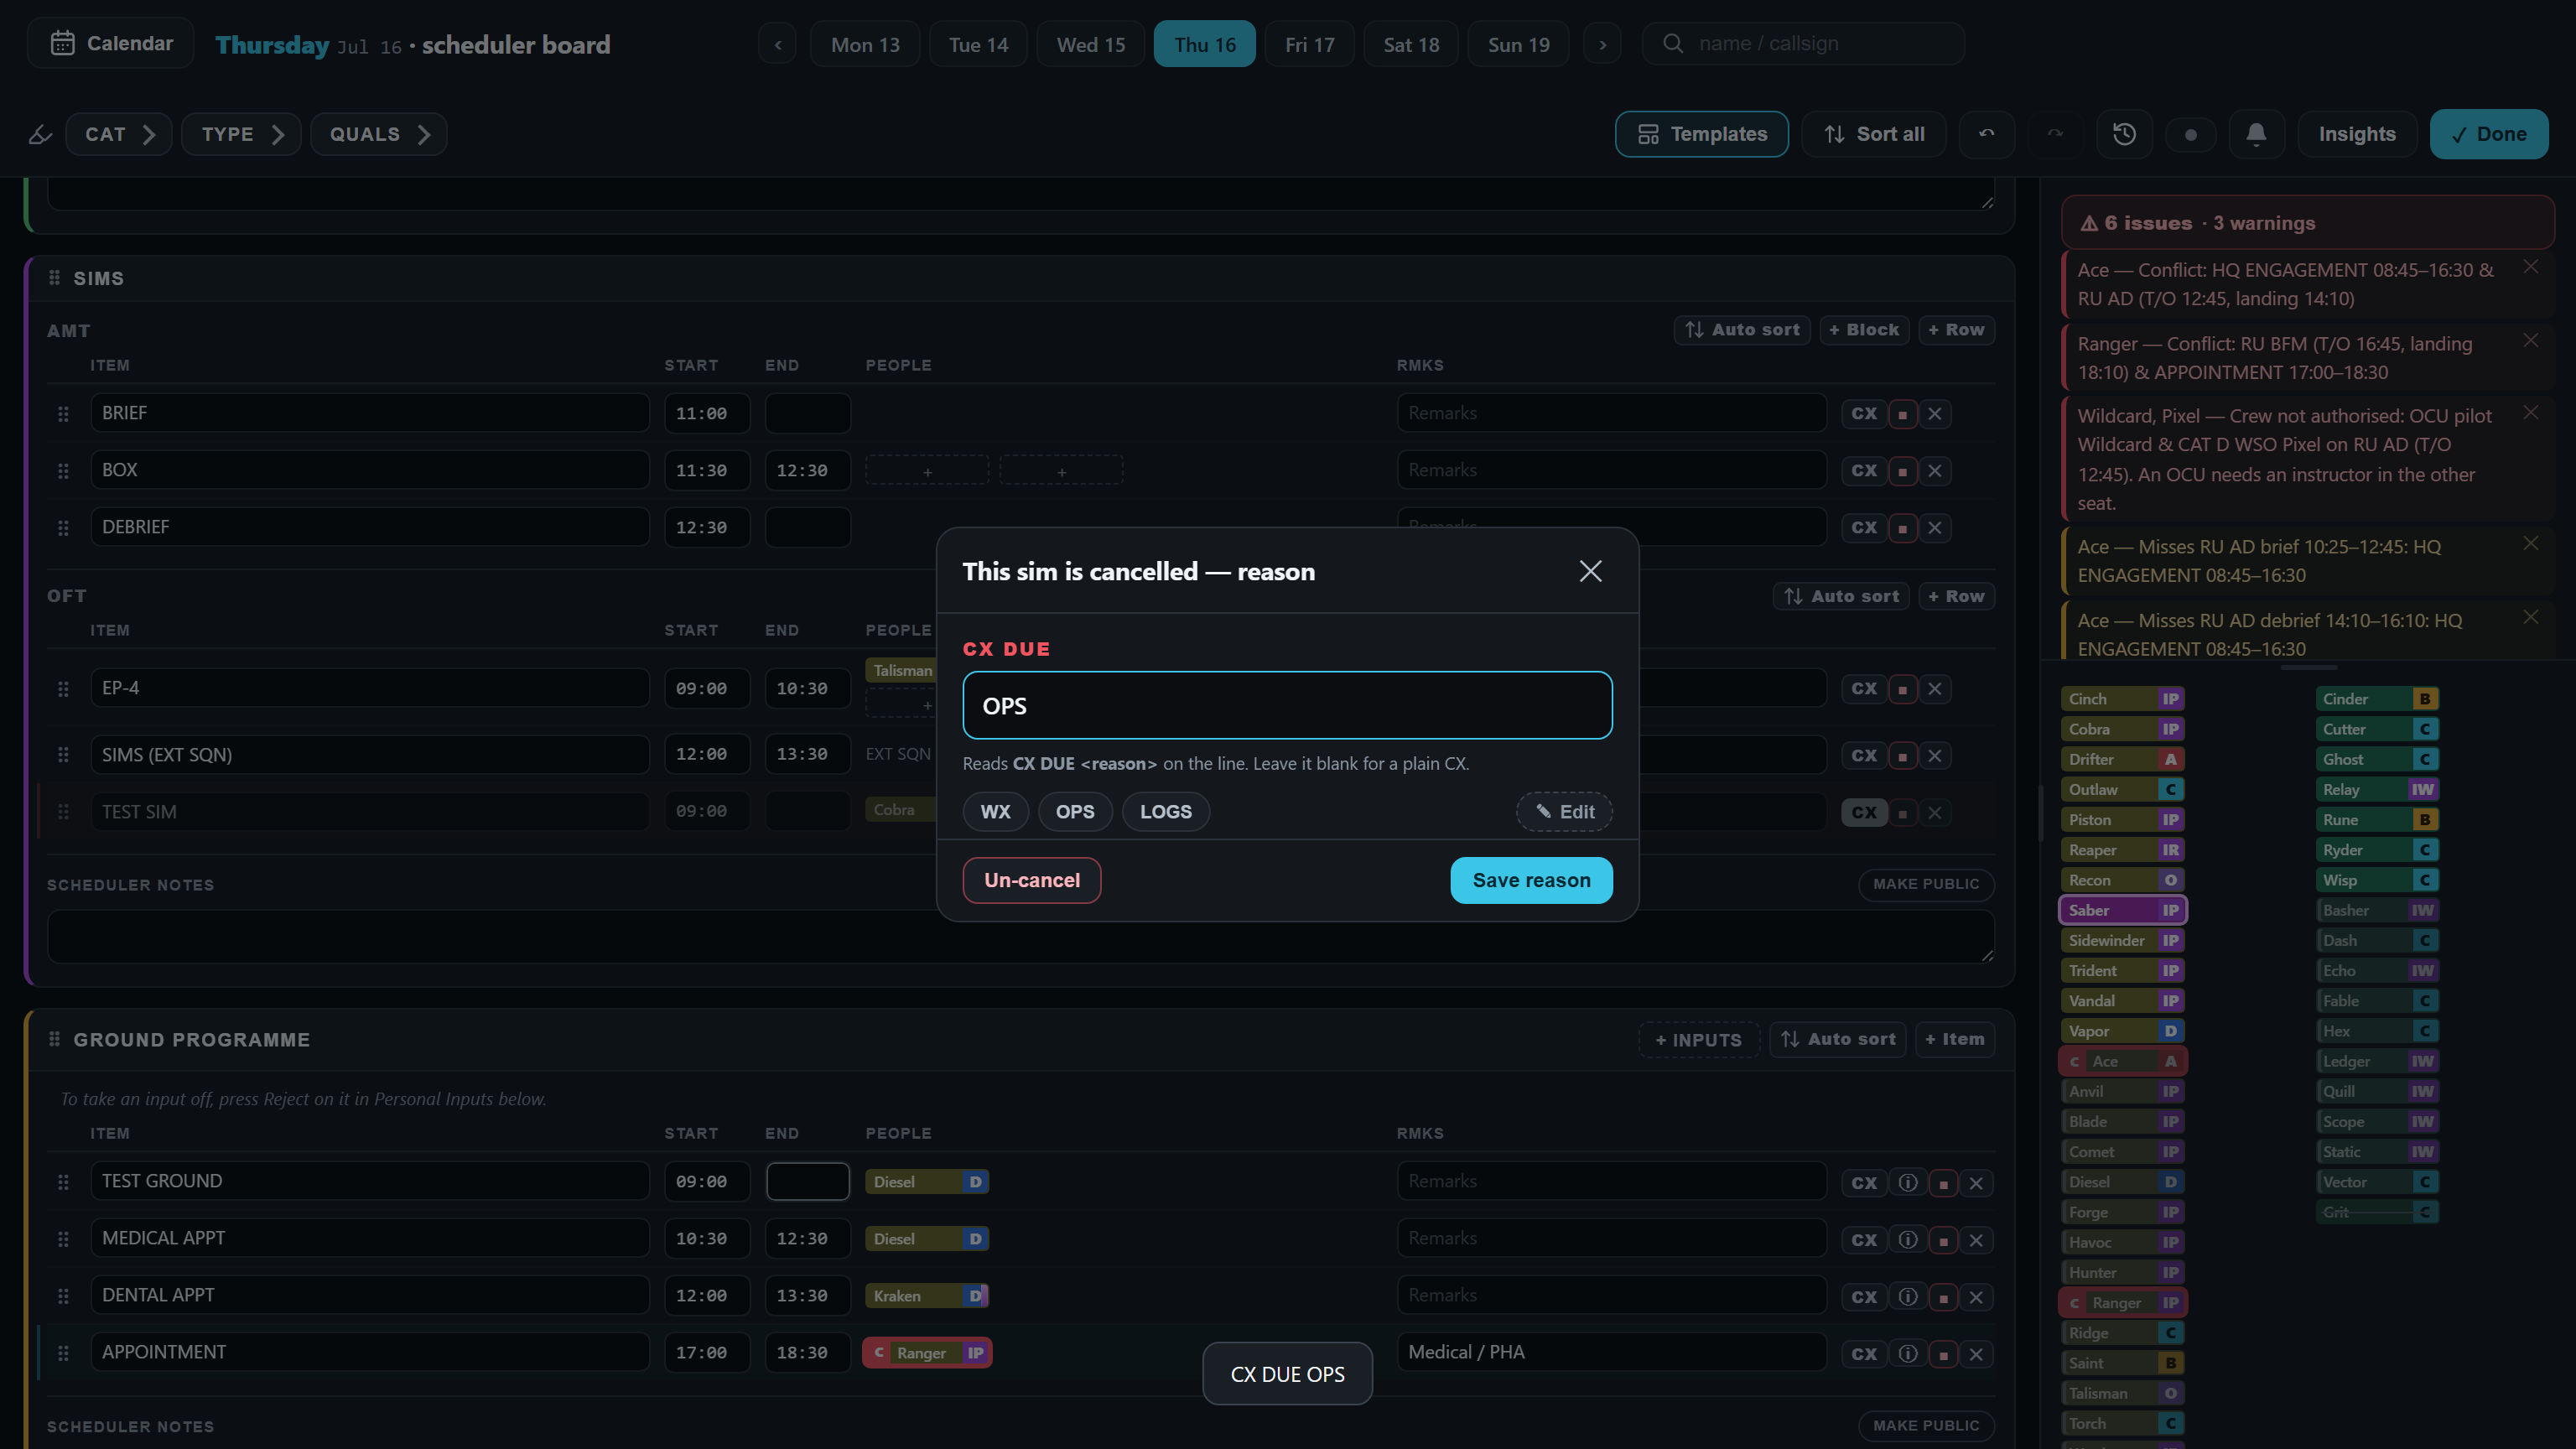 Calendar
Thursday Jul 16 • scheduler board
‹ Mon 13 Tue 14 Wed 15 Thu 16 Fri 17 Sat 18 Sun 19 ›
name / callsign
CAT TYPE QUALS
Templates Sort all Insights ✓ Done
SIMS
AMT
Auto sort + Block + Row
ITEM START END PEOPLE RMKS
BRIEF 11:00 Remarks CX
BOX 11:30 12:30 + + Remarks CX
DEBRIEF 12:30 Remarks CX
OFT
Auto sort + Row
ITEM START END PEOPLE
EP-4 09:00 10:30 Talisman + CX
SIMS (EXT SQN) 12:00 13:30 EXT SQN CX
TEST SIM 09:00 Cobra CX
SCHEDULER NOTES MAKE PUBLIC
GROUND PROGRAMME
+ INPUTS Auto sort + Item
To take an input off, press Reject on it in Personal Inputs below.
ITEM START END PEOPLE RMKS
TEST GROUND 09:00 Diesel D Remarks CX
MEDICAL APPT 10:30 12:30 Diesel D Remarks CX
DENTAL APPT 12:00 13:30 Kraken D Remarks CX
APPOINTMENT 17:00 18:30 C Ranger IP Medical / PHA CX
SCHEDULER NOTES MAKE PUBLIC
This sim is cancelled — reason
CX DUE
OPS
Reads CX DUE <reason> on the line. Leave it blank for a plain CX.
WX OPS LOGS Edit
Un-cancel Save reason
CX DUE OPS
⚠ 6 issues · 3 warnings
Ace — Conflict: HQ ENGAGEMENT 08:45–16:30 &
RU AD (T/O 12:45, landing 14:10)
Ranger — Conflict: RU BFM (T/O 16:45, landing
18:10) & APPOINTMENT 17:00–18:30
Wildcard, Pixel — Crew not authorised: OCU pilot
Wildcard & CAT D WSO Pixel on RU AD (T/O
12:45). An OCU needs an instructor in the other
seat.
Ace — Misses RU AD brief 10:25–12:45: HQ
ENGAGEMENT 08:45–16:30
Ace — Misses RU AD debrief 14:10–16:10: HQ
ENGAGEMENT 08:45–16:30
Cinch IP
Cobra IP
Drifter A
Outlaw C
Piston IP
Reaper IR
Recon O
Saber IP
Sidewinder IP
Trident IP
Vandal IP
Vapor D
C Ace A
Anvil IP
Blade IP
Comet IP
Diesel D
Forge IP
Havoc IP
Hunter IP
C Ranger IP
Ridge C
Saint B
Talisman O
Torch C
Cinder B
Cutter C
Ghost C
Relay IW
Rune B
Ryder C
Wisp C
Basher IW
Dash C
Echo IW
Fable C
Hex C
Ledger IW
Quill IW
Scope IW
Static IW
Vector C
Grit C